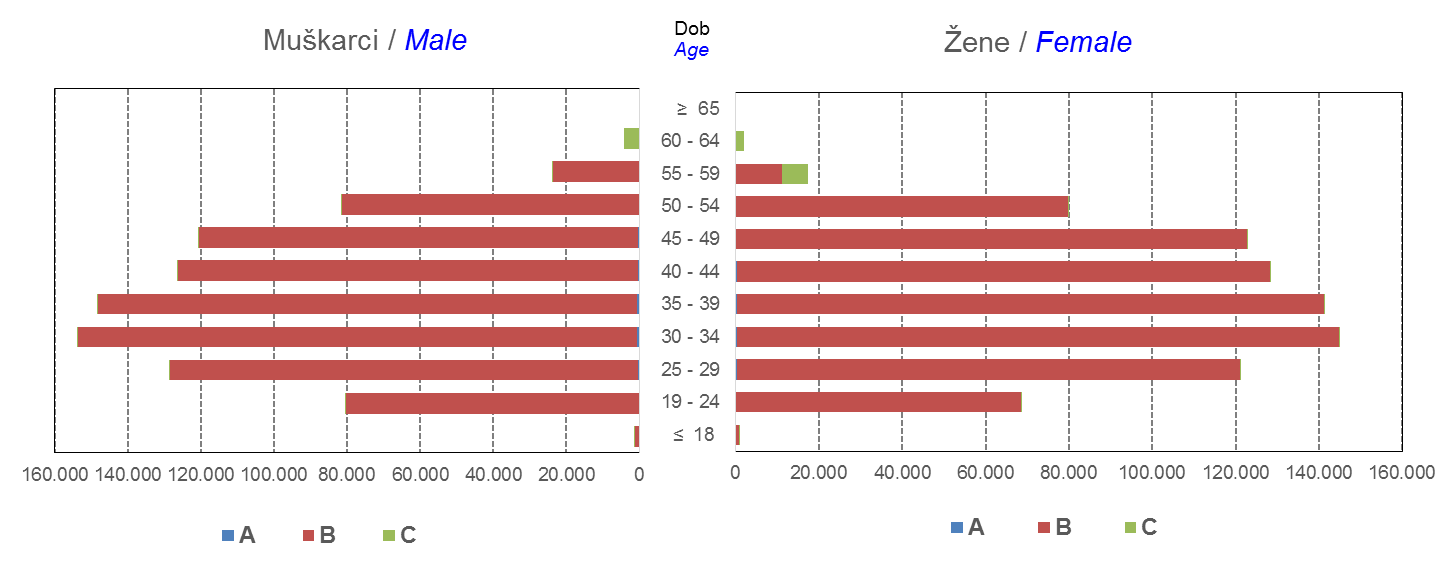 Muškarci / Male
Dob
Age
Žene / Female
≥ 65
60 - 64
55 - 59
50 - 54
45 - 49
40 - 44
35 - 39
30 - 34
25 - 29
19 - 24
≤ 18
160.000 140.000 120.000 100.000 80.000 60.000 40.000 20.000 0
0 20.000 40.000 60.000 80.000 100.000 120.000 140.000 160.000
A B C
A B C